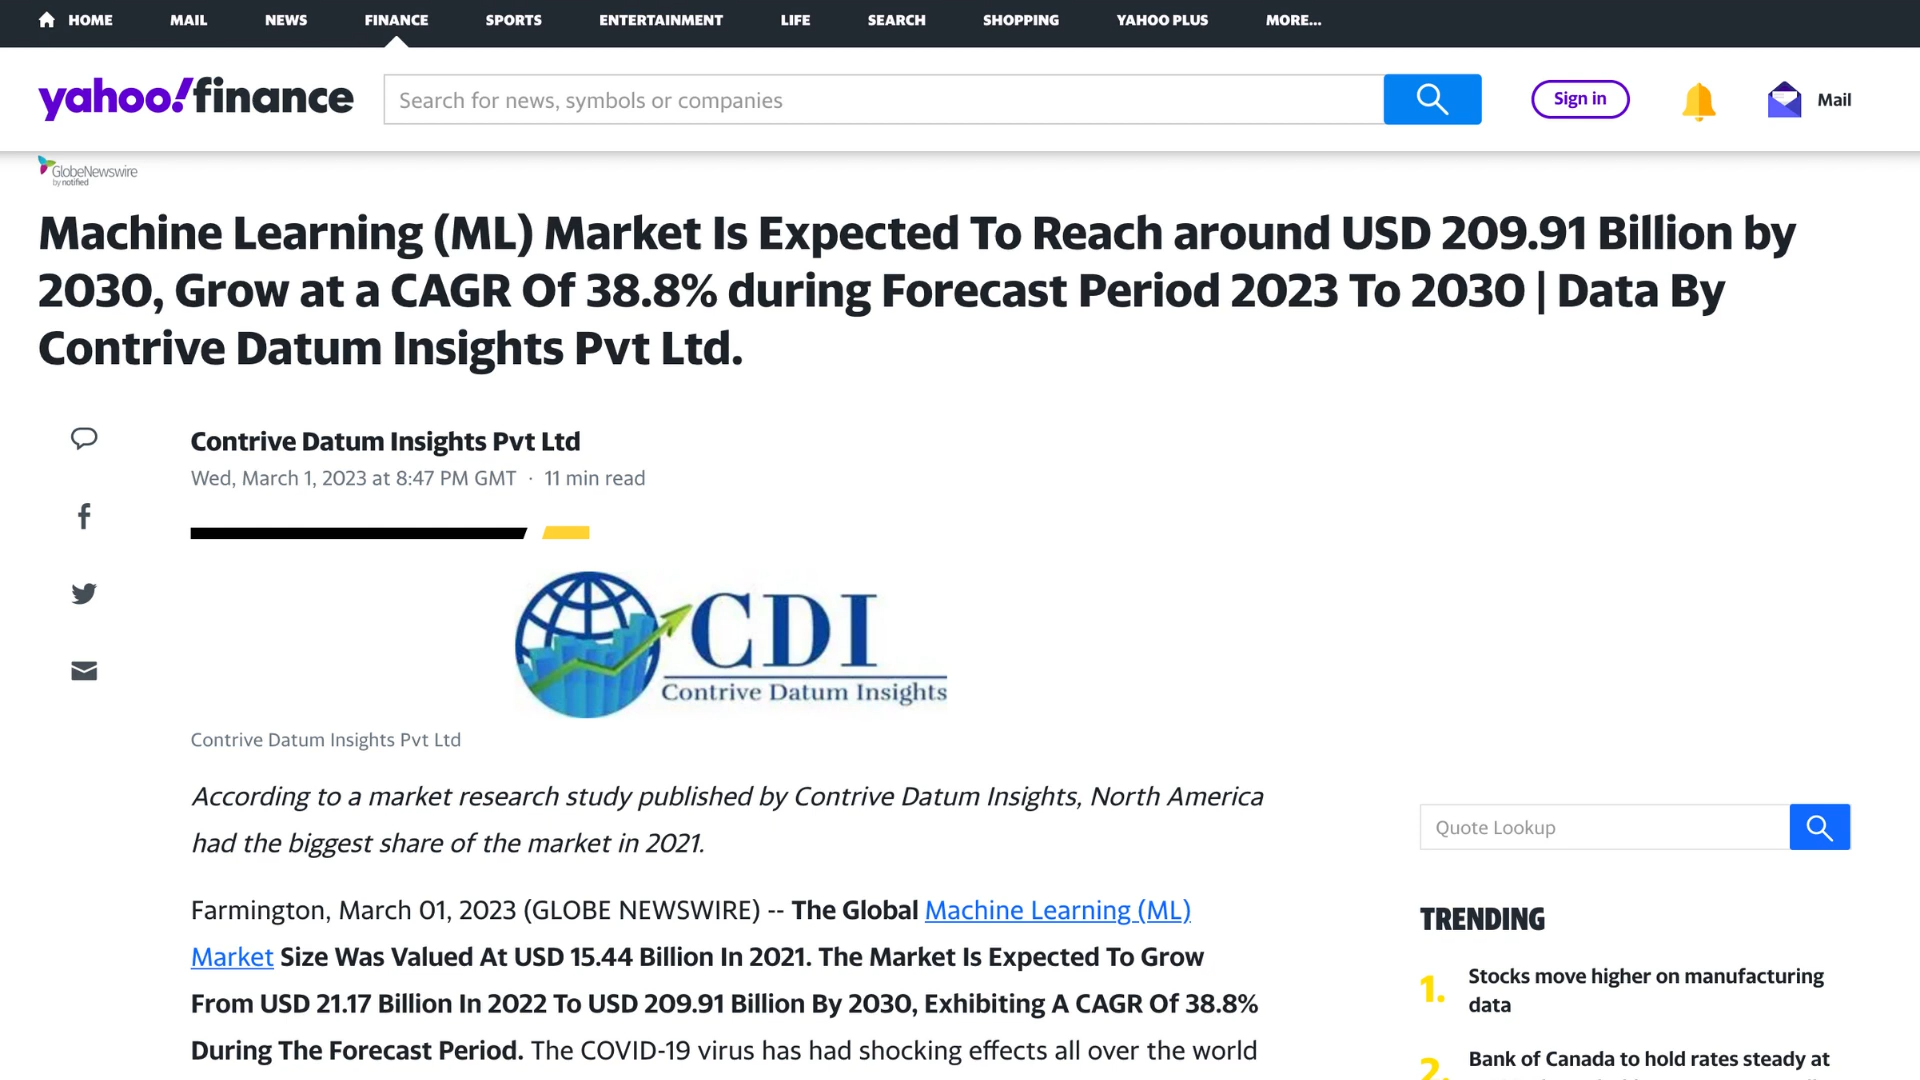 HOME MAIL NEWS FINANCE SPORTS ENTERTAINMENT LIFE SEARCH SHOPPING YAHOO PLUS MORE...
yahoo!finance
Search for news, symbols or companies
Sign in
Mail
GlobeNewswire
by notified
Machine Learning (ML) Market Is Expected To Reach around USD 209.91 Billion by
2030, Grow at a CAGR Of 38.8% during Forecast Period 2023 To 2030 | Data By
Contrive Datum Insights Pvt Ltd.
Contrive Datum Insights Pvt Ltd
Wed, March 1, 2023 at 8:47 PM GMT · 11 min read
CDI
Contrive Datum Insights
Contrive Datum Insights Pvt Ltd
According to a market research study published by Contrive Datum Insights, North America
had the biggest share of the market in 2021.
Farmington, March 01, 2023 (GLOBE NEWSWIRE) -- The Global Machine Learning (ML)
Market Size Was Valued At USD 15.44 Billion In 2021. The Market Is Expected To Grow
From USD 21.17 Billion In 2022 To USD 209.91 Billion By 2030, Exhibiting A CAGR Of 38.8%
During The Forecast Period. The COVID-19 virus has had shocking effects all over the world
Quote Lookup
TRENDING
1. Stocks move higher on manufacturing
data
2. Bank of Canada to hold rates steady at